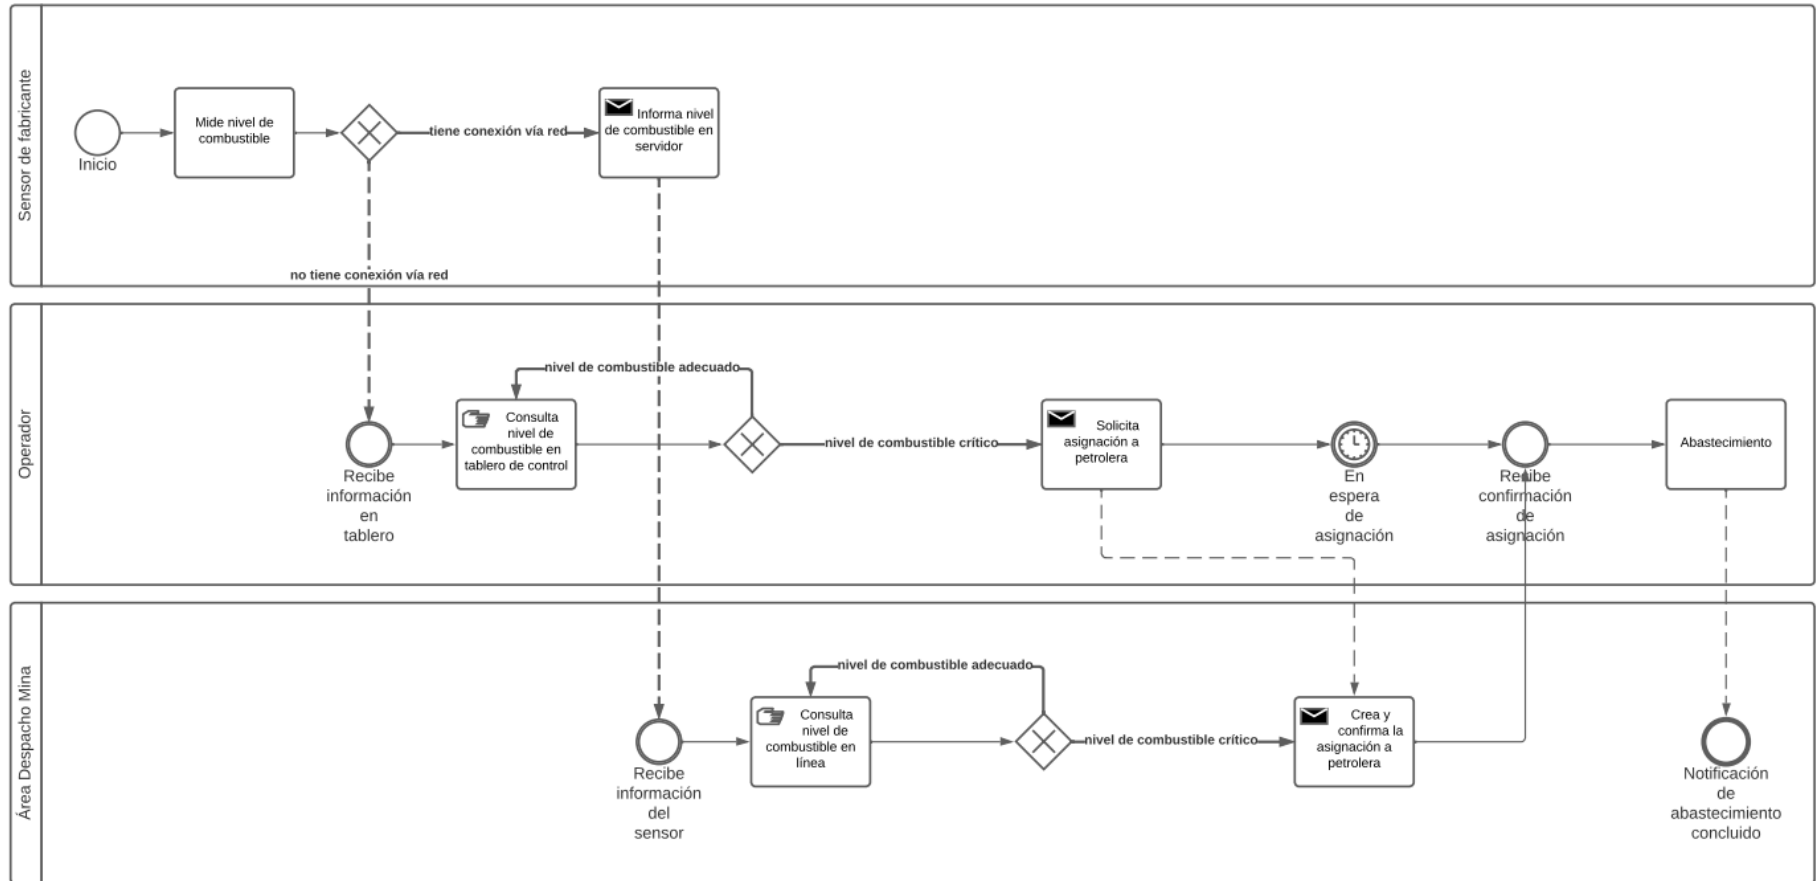 Sensor de fabricante
Inicio
Mide nivel de
combustible
tiene conexión vía red
Informa nivel
de combustible en
servidor
no tiene conexión vía red
Operador
Recibe
información
en
tablero
nivel de combustible adecuado
Consulta
nivel de
combustible en
tablero de control
nivel de combustible crítico
Solicita
asignación a
petrolera
En
espera
de
asignación
Recibe
confirmación
de
asignación
Abastecimiento
Área Despacho Mina
Recibe
información
del
sensor
nivel de combustible adecuado
Consulta
nivel de
combustible en
línea
nivel de combustible crítico
Crea y
confirma la
asignación a
petrolera
Notificación
de
abastecimiento
concluido